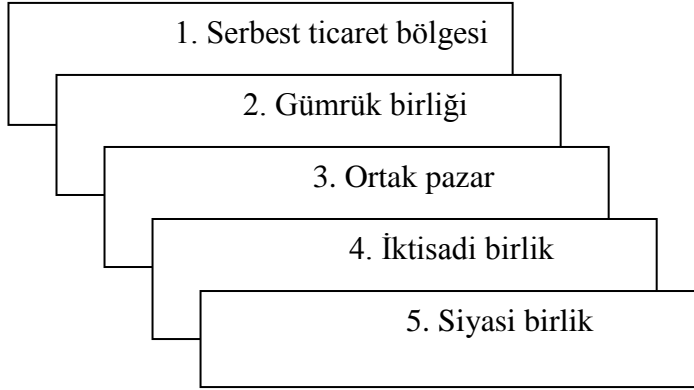 1. Serbest ticaret bölgesi
2. Gümrük birliği
3. Ortak pazar
4. İktisadi birlik
5. Siyasi birlik